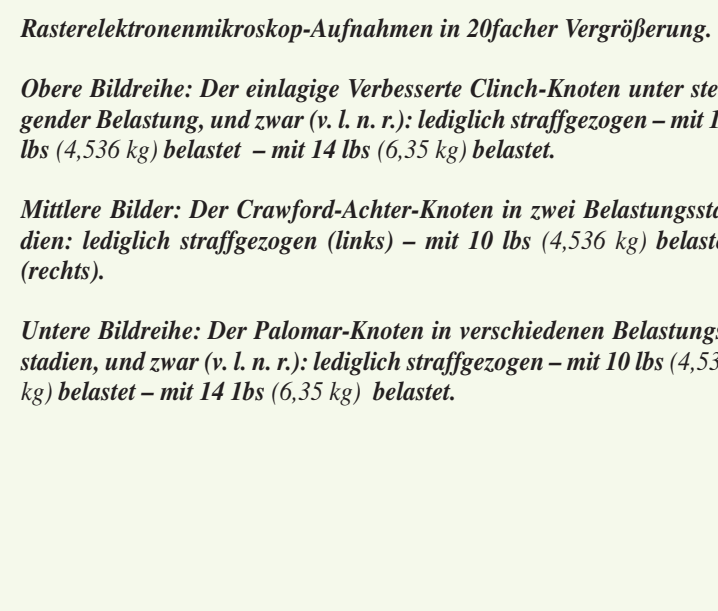 Rasterelektronenmikroskop-Aufnahmen in 20facher Vergrößerung.
Obere Bildreihe: Der einlagige Verbesserte Clinch-Knoten unter stei
gender Belastung, und zwar (v. l. n. r.): lediglich straffgezogen – mit 1
lbs (4,536 kg) belastet – mit 14 lbs (6,35 kg) belastet.
Mittlere Bilder: Der Crawford-Achter-Knoten in zwei Belastungssta
dien: lediglich straffgezogen (links) – mit 10 lbs (4,536 kg) belaste
(rechts).
Untere Bildreihe: Der Palomar-Knoten in verschiedenen Belastungs
stadien, und zwar (v. l. n. r.): lediglich straffgezogen – mit 10 lbs (4,53
kg) belastet – mit 14 1bs (6,35 kg) belastet.